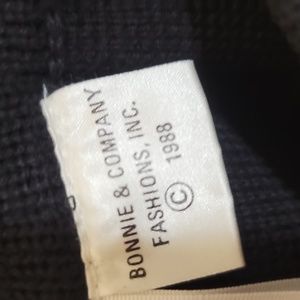 BONNIE & COMPANY
FASHIONS, INC.
© 1988